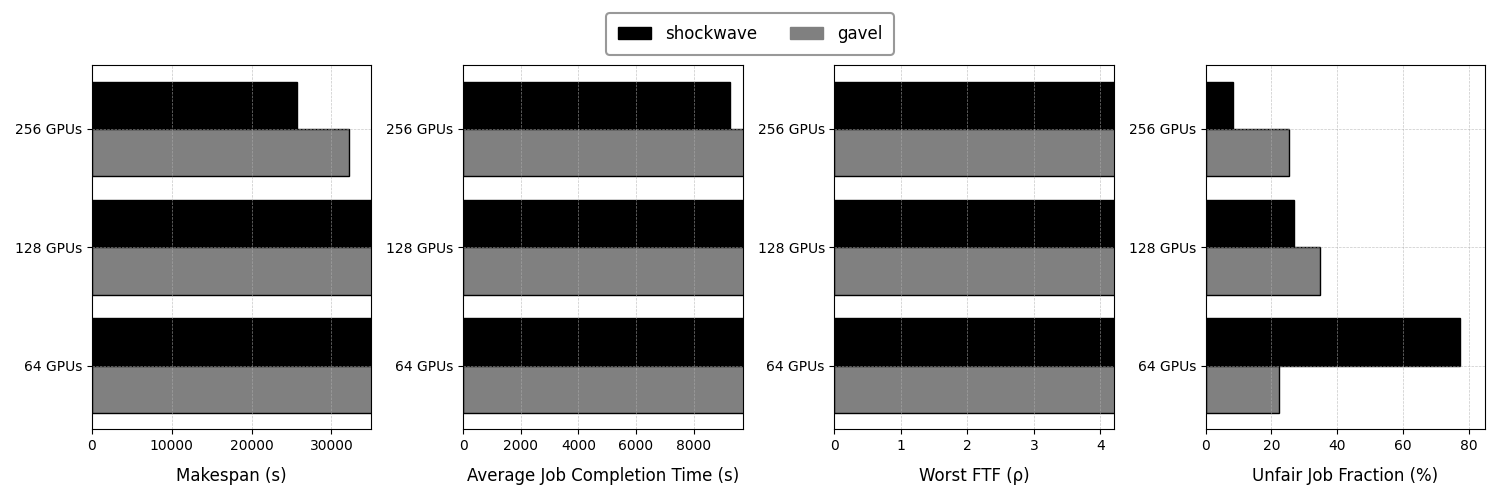 shockwave gavel
256 GPUs
128 GPUs
64 GPUs
0 10000 20000 30000
Makespan (s)
256 GPUs
128 GPUs
64 GPUs
0 2000 4000 6000 8000
Average Job Completion Time (s)
256 GPUs
128 GPUs
64 GPUs
0 1 2 3 4
Worst FTF (ρ)
256 GPUs
128 GPUs
64 GPUs
0 20 40 60 80
Unfair Job Fraction (%)